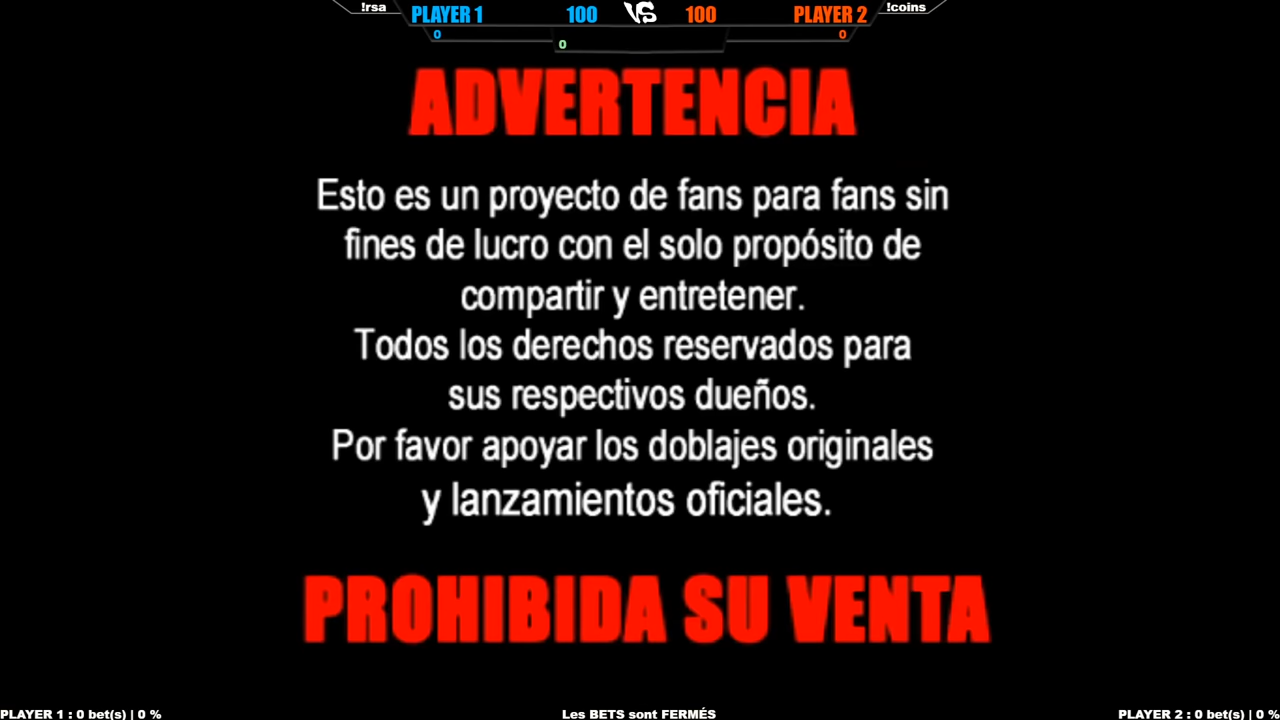 !rsa PLAYER 1 100 VS 100 PLAYER 2 !coins
0 0 0
ADVERTENCIA
Esto es un proyecto de fans para fans sin
fines de lucro con el solo propósito de
compartir y entretener.
Todos los derechos reservados para
sus respectivos dueños.
Por favor apoyar los doblajes originales
y lanzamientos oficiales.
PROHIBIDA SU VENTA
PLAYER 1 : 0 bet(s) | 0 % Les BETS sont FERMÉS PLAYER 2 : 0 bet(s) | 0 %